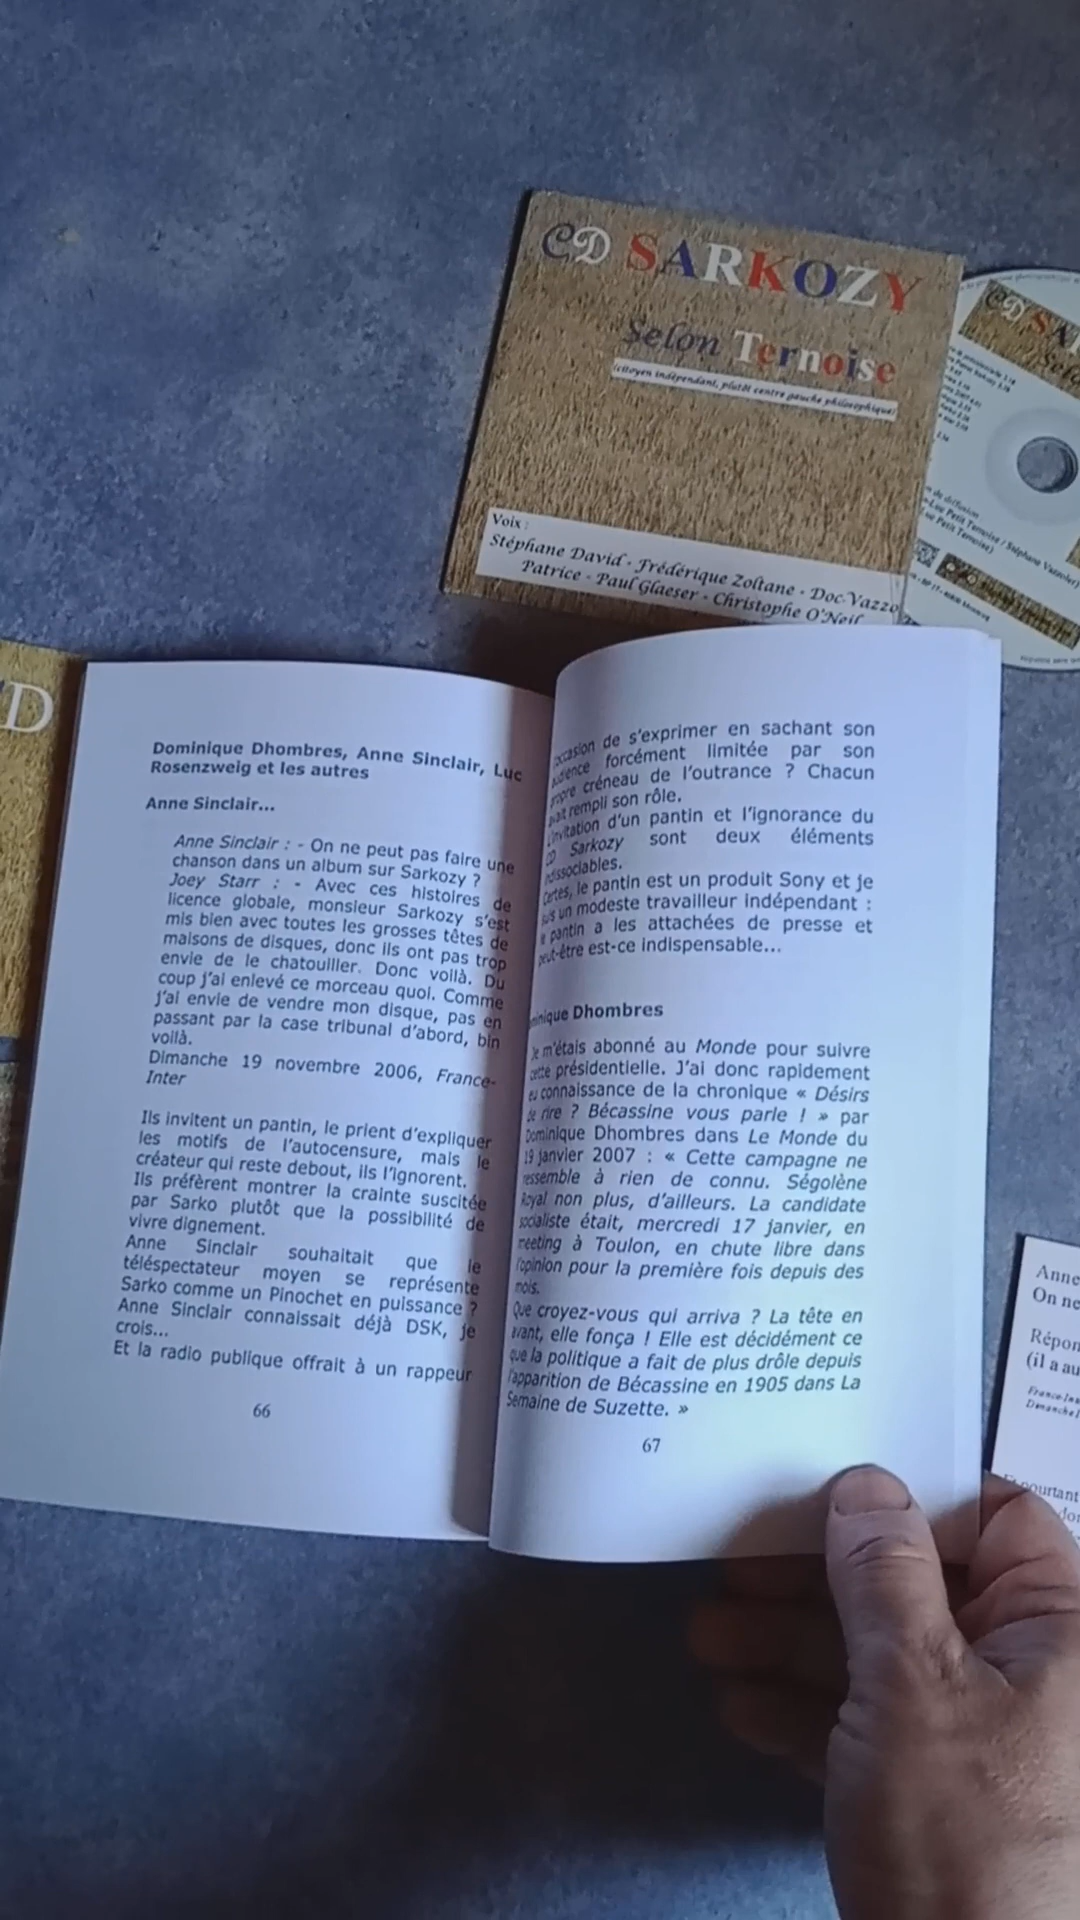 CD SARKOZY
Selon Ternoise
(citoyen indépendant, plutôt centre gauche philosophique)
Voix :
Stéphane David - Frédérique Zoltane - Doc.Vazzo
Patrice - Paul Glaeser - Christophe O'Neil
CD SA
D
Dominique Dhombres, Anne Sinclair, Luc
Rosenzweig et les autres
Anne Sinclair...
Anne Sinclair : - On ne peut pas faire une
chanson dans un album sur Sarkozy ?
Joey Starr : - Avec ces histoires de
licence globale, monsieur Sarkozy s'est
mis bien avec toutes les grosses têtes de
maisons de disques, donc ils ont pas trop
envie de le chatouiller. Donc voilà. Du
coup j'ai enlevé ce morceau quoi. Comme
j'ai envie de vendre mon disque, pas en
passant par la case tribunal d'abord, bin
voilà.
Dimanche 19 novembre 2006, France-
Inter
Ils invitent un pantin, le prient d'expliquer
les motifs de l'autocensure, mais le
créateur qui reste debout, ils l'ignorent.
Ils préfèrent montrer la crainte suscitée
par Sarko plutôt que la possibilité de
vivre dignement.
Anne Sinclair souhaitait que le
téléspectateur moyen se représente
Sarko comme un Pinochet en puissance ?
Anne Sinclair connaissait déjà DSK, je
crois...
Et la radio publique offrait à un rappeur
66
occasion de s'exprimer en sachant son
audience forcément limitée par son
propre créneau de l'outrance ? Chacun
avait rempli son rôle.
L'invitation d'un pantin et l'ignorance du
CD Sarkozy sont deux éléments
indissociables.
Certes, le pantin est un produit Sony et je
suis un modeste travailleur indépendant :
le pantin a les attachées de presse et
peut-être est-ce indispensable...
minique Dhombres
Je m'étais abonné au Monde pour suivre
cette présidentielle. J'ai donc rapidement
eu connaissance de la chronique « Désirs
de rire ? Bécassine vous parle ! » par
Dominique Dhombres dans Le Monde du
19 janvier 2007 : « Cette campagne ne
ressemble à rien de connu. Ségolène
Royal non plus, d'ailleurs. La candidate
socialiste était, mercredi 17 janvier, en
meeting à Toulon, en chute libre dans
l'opinion pour la première fois depuis des
mois.
Que croyez-vous qui arriva ? La tête en
avant, elle fonça ! Elle est décidément ce
que la politique a fait de plus drôle depuis
l'apparition de Bécassine en 1905 dans La
Semaine de Suzette. »
67
Anne
On ne
Répon
(il a au
France-In
Dimanche
pourtant